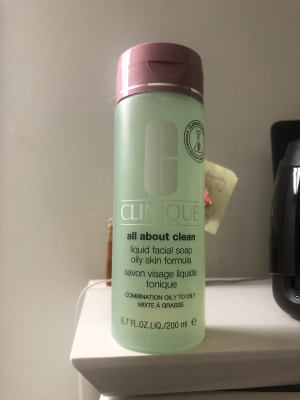 CLINIQUE
all about clean
liquid facial soap
oily skin formula
savon visage liquide
tonique
COMBINATION OILY TO OILY
MIXTE À GRASSE
6.7 FL.OZ.LIQ./200 ml e